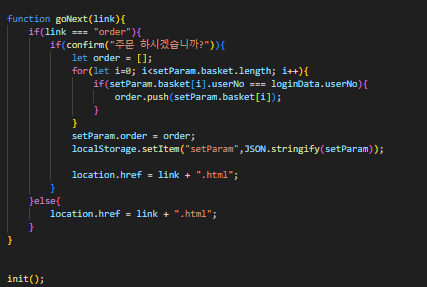 function goNext(link){
    if(link === "order"){
        if(confirm("주문 하시겠습니까?")){
            let order = [];
            for(let i=0; i<setParam.basket.length; i++){
                if(setParam.basket[i].userNo === loginData.userNo){
                    order.push(setParam.basket[i]);
                }
            }
            setParam.order = order;
            localStorage.setItem("setParam",JSON.stringify(setParam));

            location.href = link + ".html";
        }
    }else{
        location.href = link + ".html";
    }
}


init();